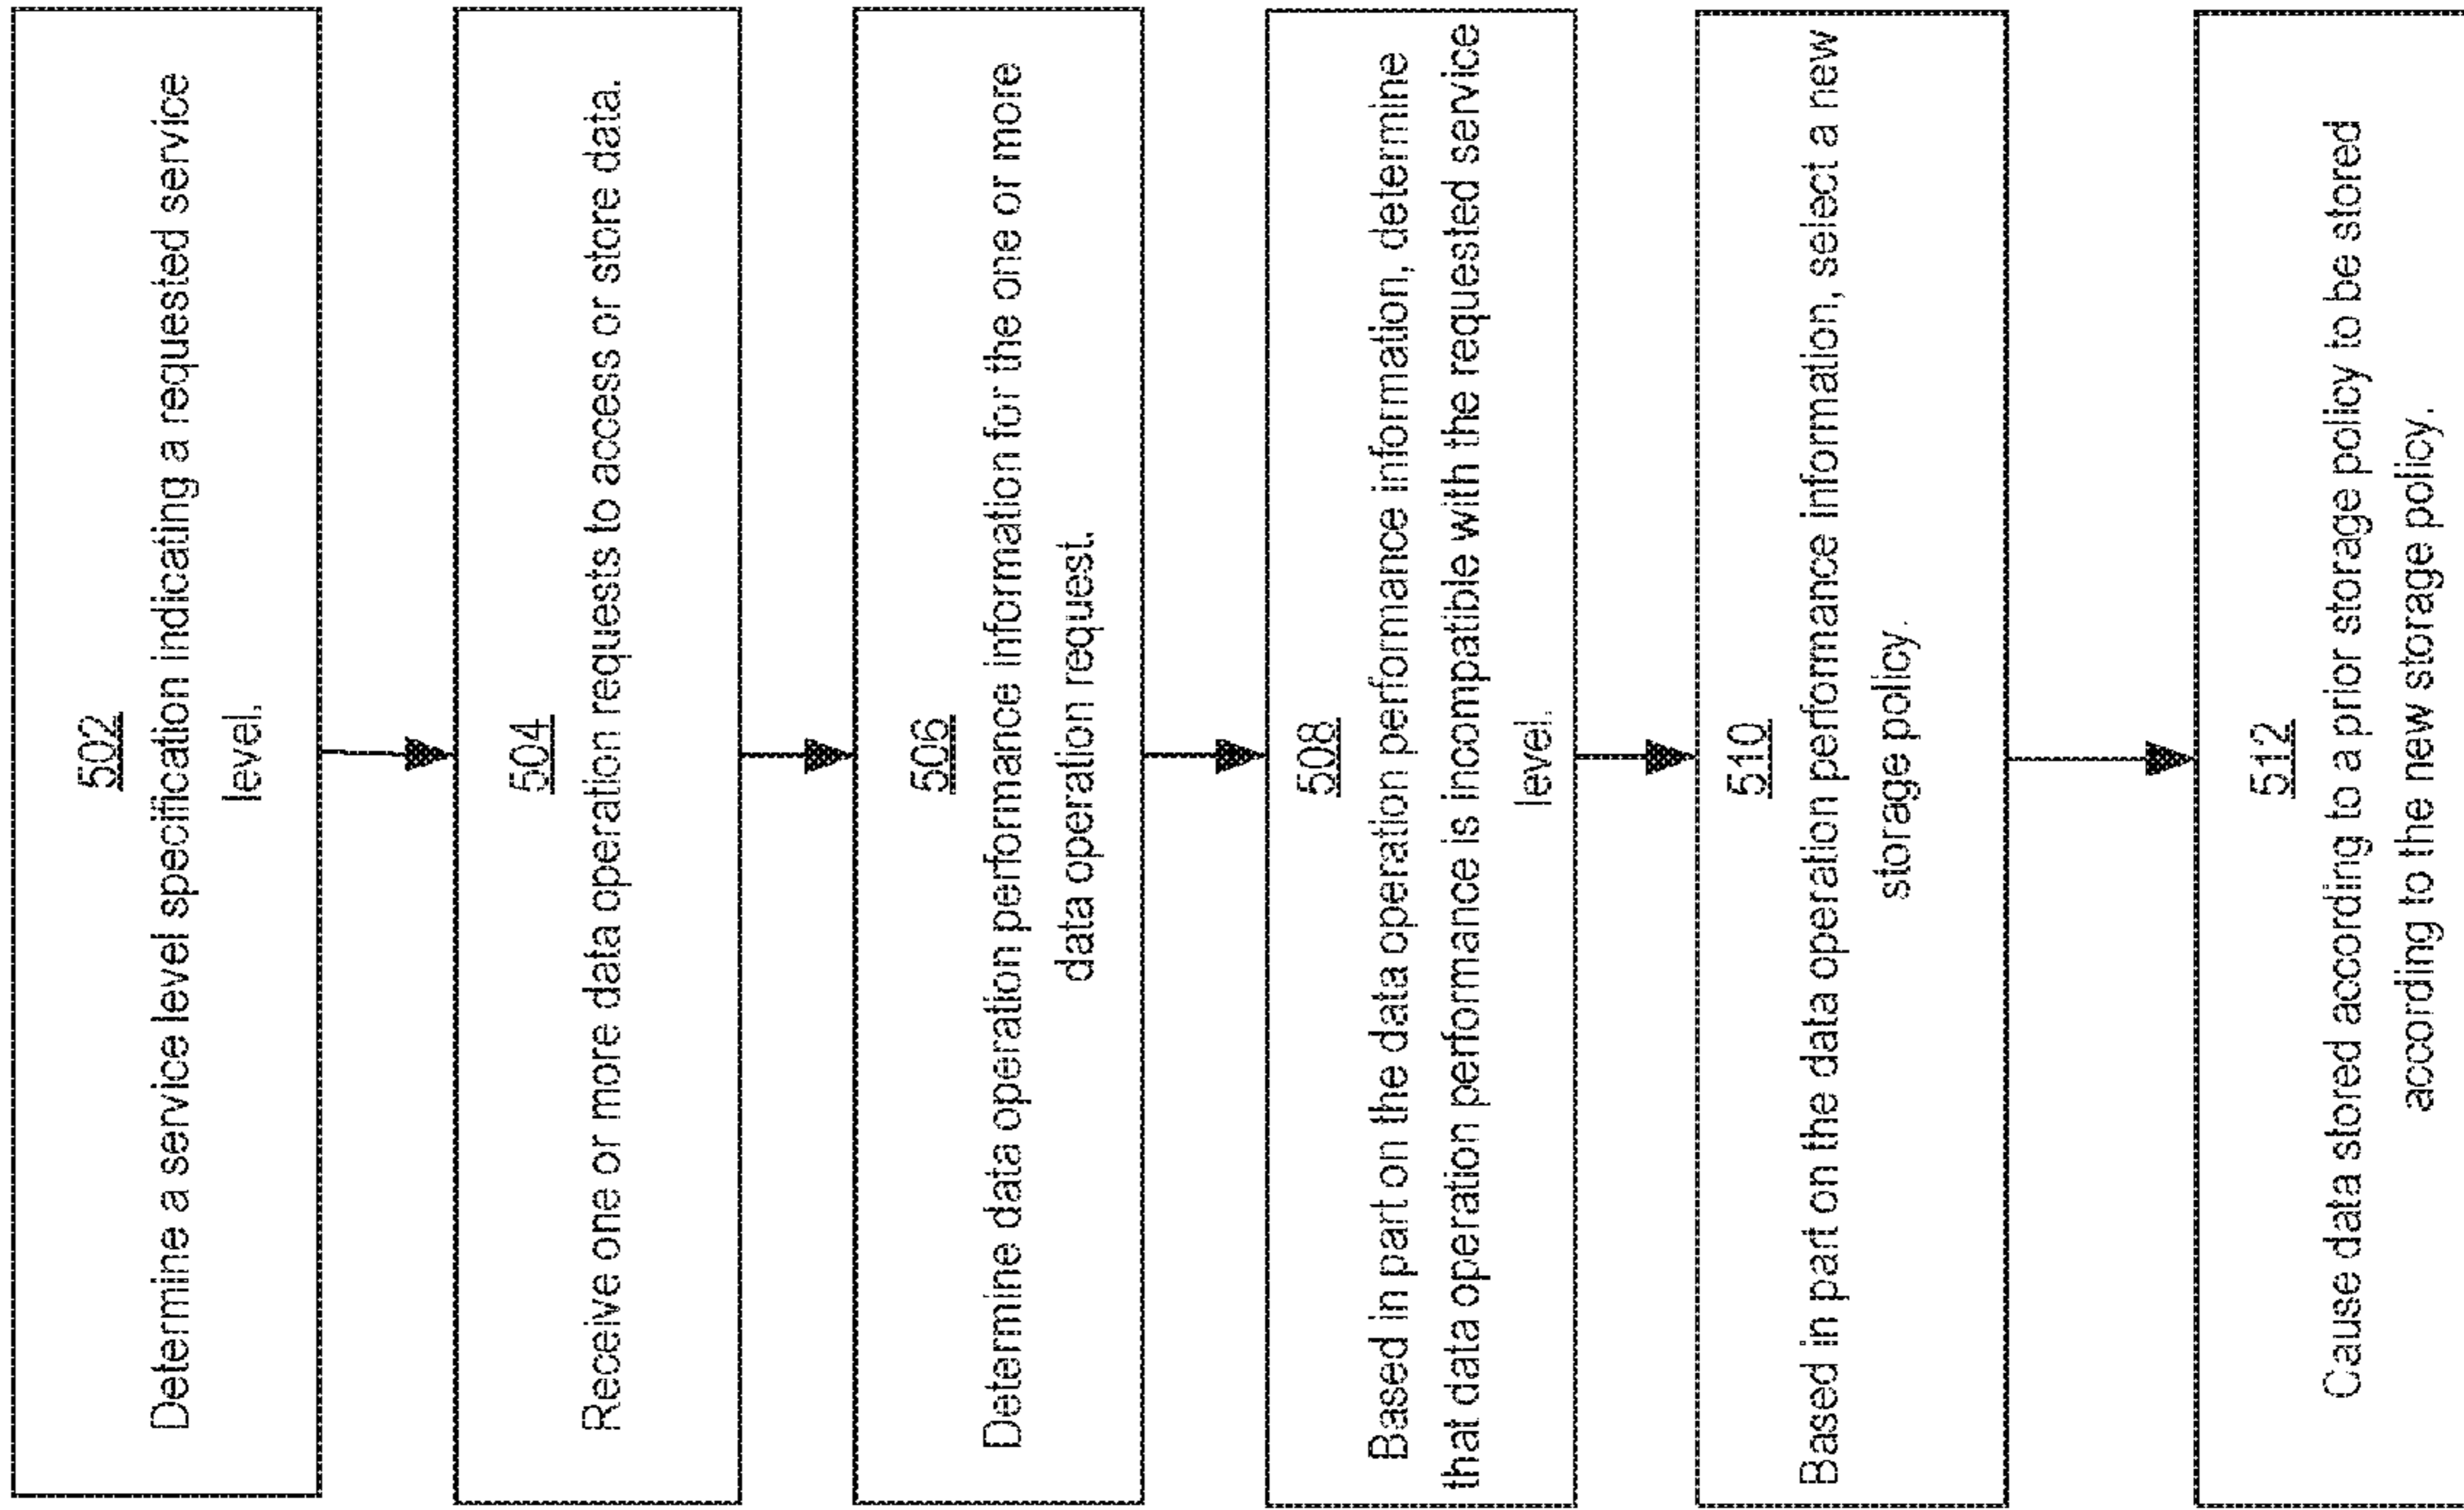 502
Determine a service level specification indicating a requested service
level.
504
Receive one or more data operation requests to access or store data.
506
Determine data operation performance information for the one or more
data operation request.
508
Based in part on the data operation performance information, determine
that data operation performance is incompatible with the requested service
level.
510
Based in part on the data operation performance information, select a new
storage policy.
512
Cause data stored according to a prior storage policy to be stored
according to the new storage policy.